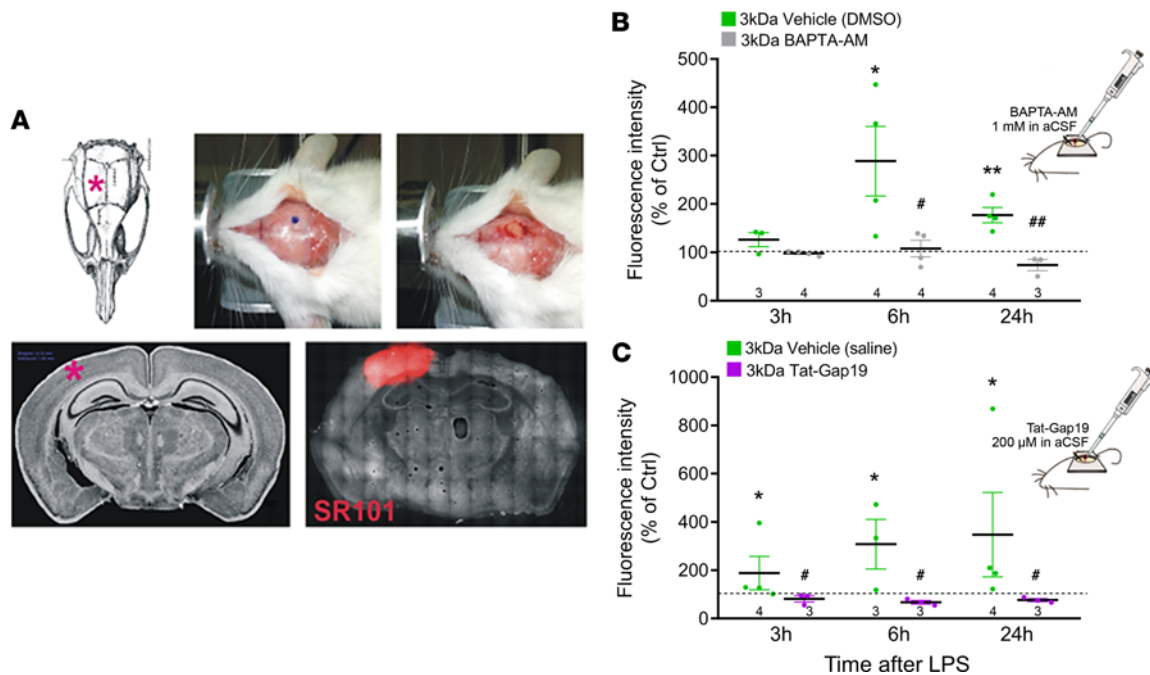 A
SR101
B
3kDa Vehicle (DMSO)
3kDa BAPTA-AM
Fluorescence intensity
(% of Ctrl)
500
400
300
200
100
0
*
#
**
##
3
4
4
4
4
3
3h
6h
24h
BAPTA-AM
1 mM in aCSF
C
3kDa Vehicle (saline)
3kDa Tat-Gap19
Fluorescence intensity
(% of Ctrl)
1000
800
600
400
200
0
*
#
*
#
*
#
4
3
3
3
4
3
3h
6h
24h
Tat-Gap19
200 µM in aCSF
Time after LPS